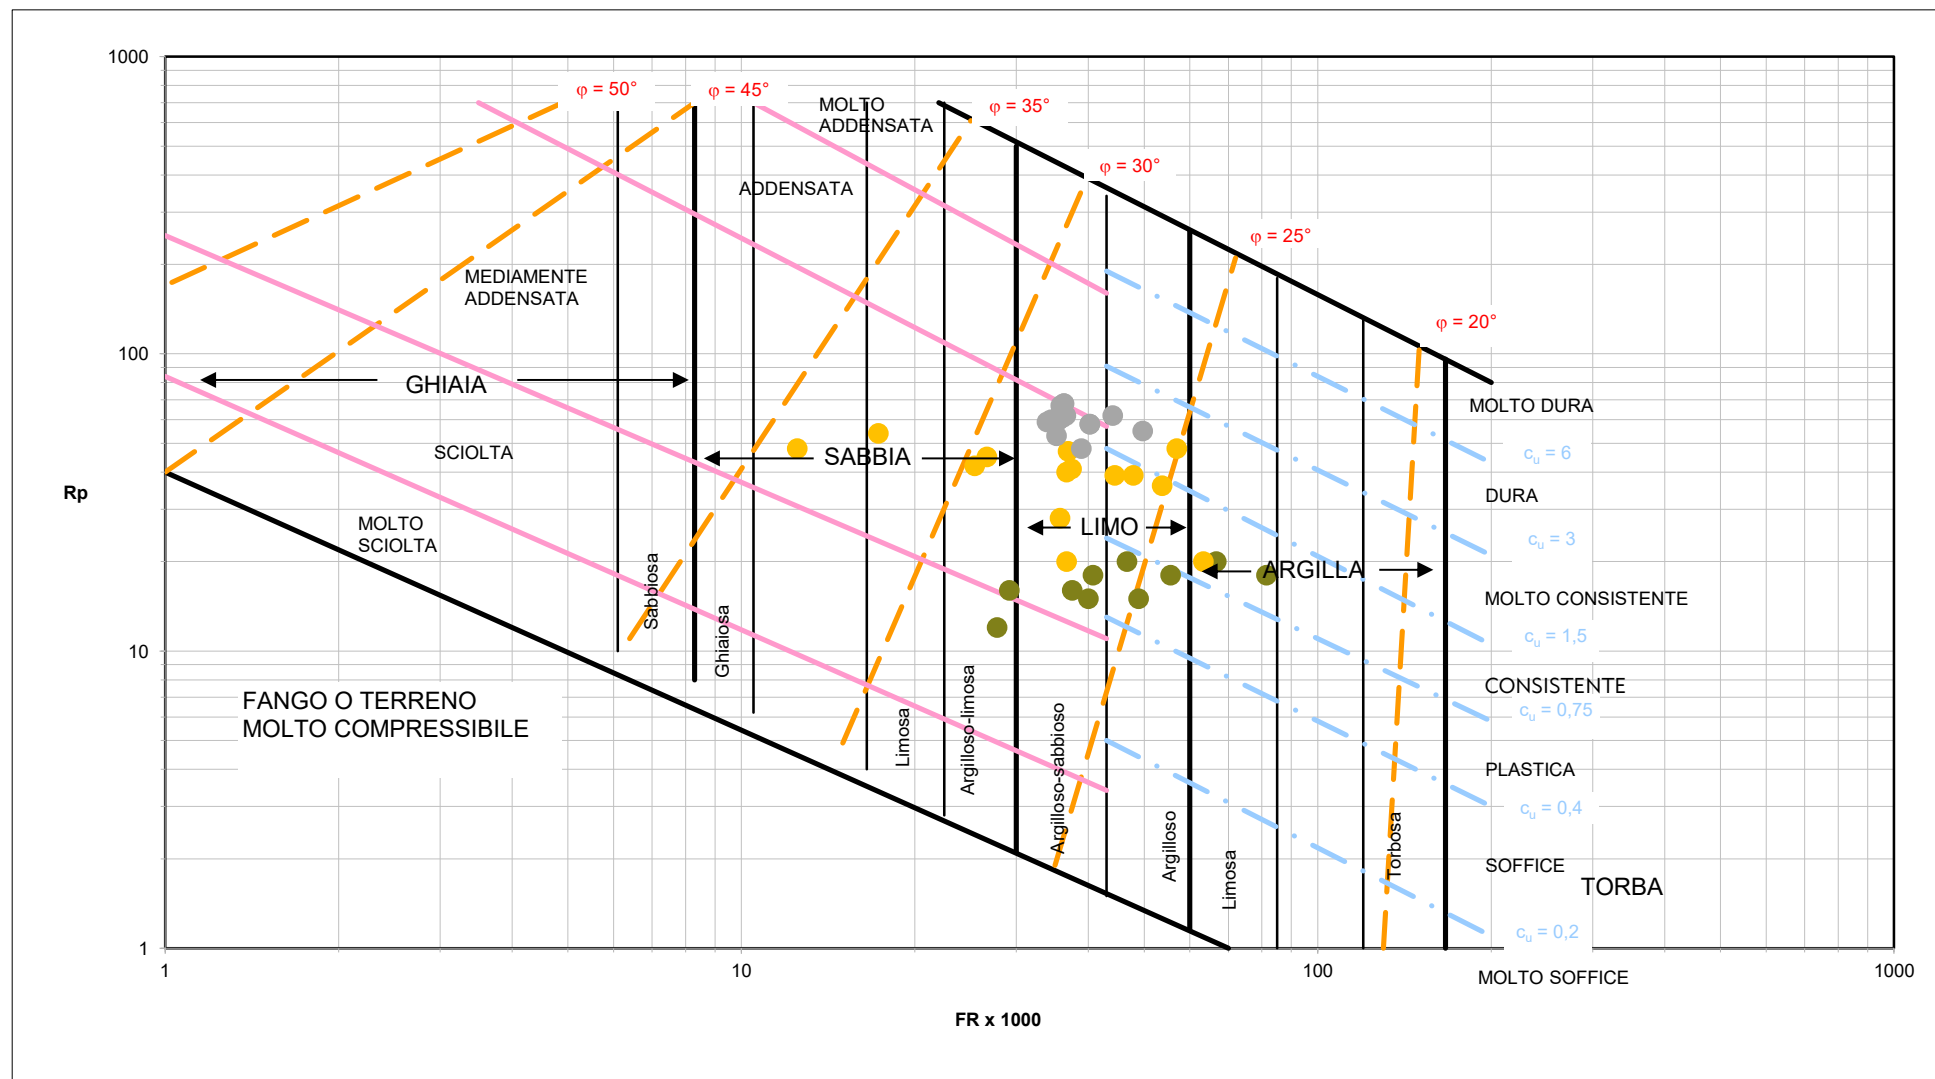 1000
φ = 50°
φ = 45°
MOLTO
ADDENSATA
φ = 35°
φ = 30°
ADDENSATA
φ = 25°
MEDIAMENTE
ADDENSATA
φ = 20°
100
GHIAIA
MOLTO DURA
SCIOLTA
SABBIA
cu = 6
Rp
DURA
MOLTO
SCIOLTA
LIMO
cu = 3
ARGILLA
Sabbiosa
Ghiaiosa
MOLTO CONSISTENTE
cu = 1,5
10
FANGO O TERRENO
MOLTO COMPRESSIBILE
Limosa
Argilloso-limosa
Argilloso-sabbioso
CONSISTENTE
cu = 0,75
PLASTICA
cu = 0,4
Argilloso
Limosa
Torbosa
SOFFICE
TORBA
cu = 0,2
1
1
10
100
1000
MOLTO SOFFICE
FR x 1000